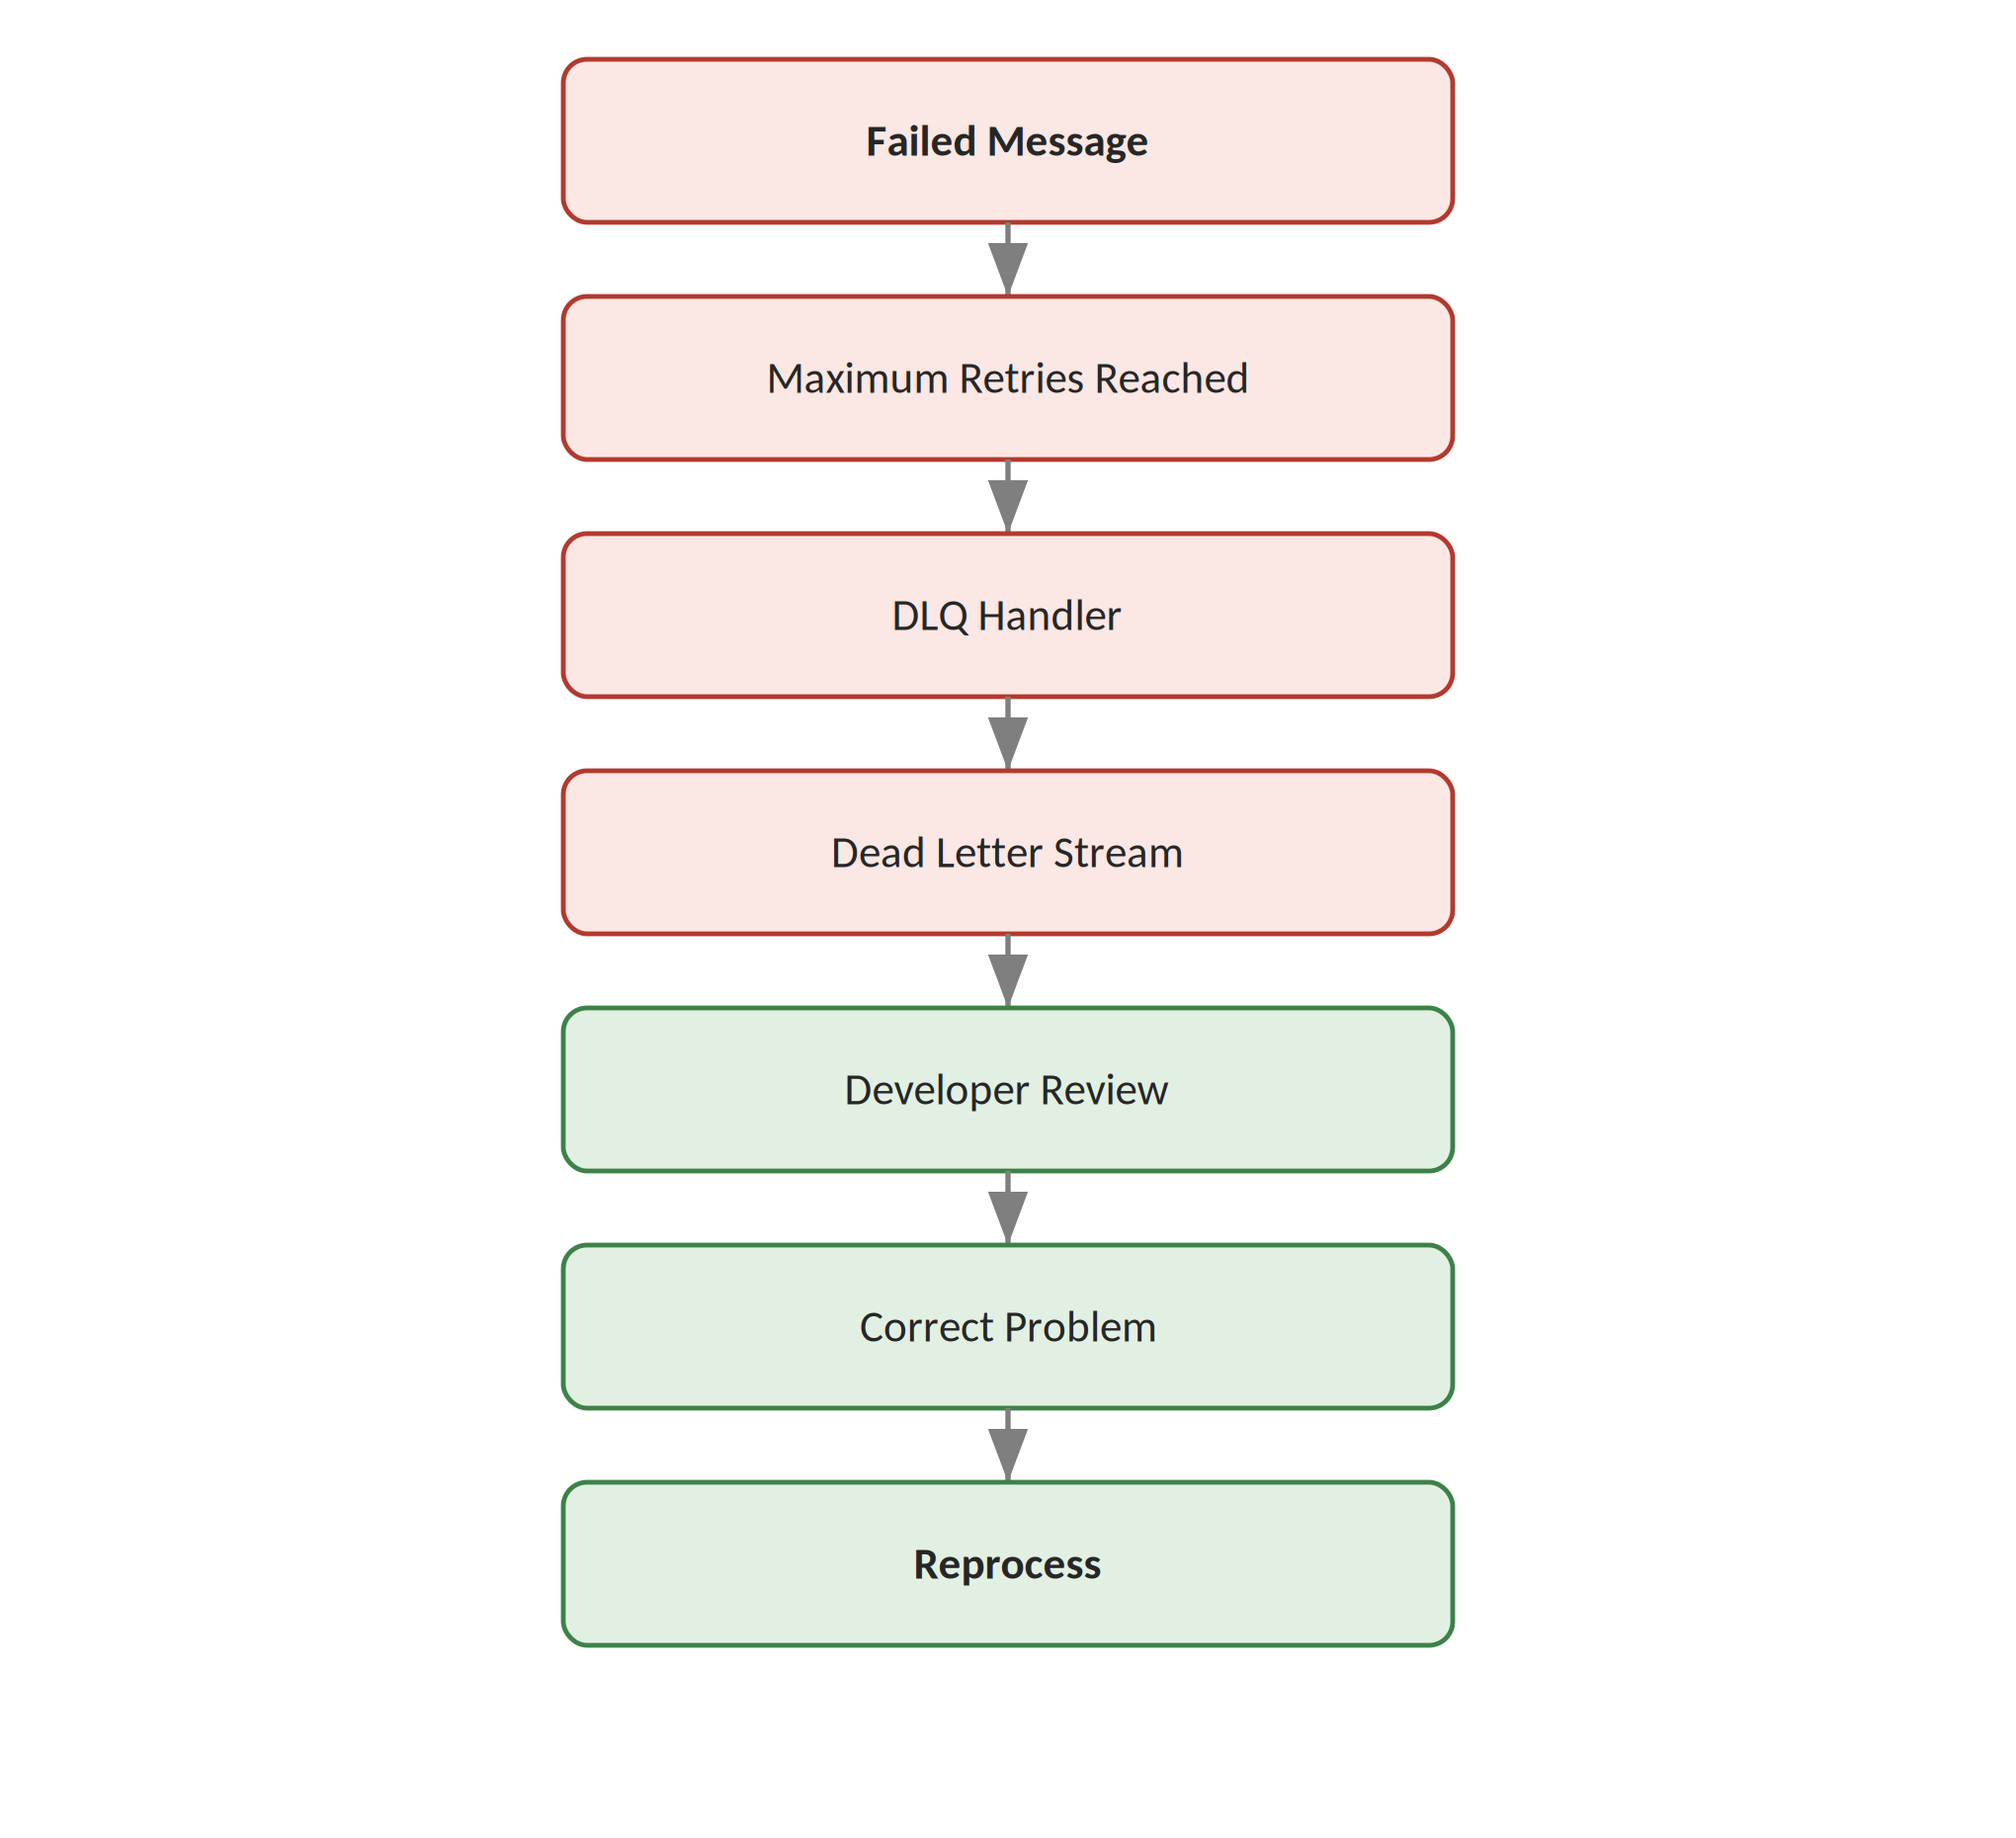 Failed Message
Maximum Retries Reached
DLQ Handler
Dead Letter Stream
Developer Review
Correct Problem
Reprocess